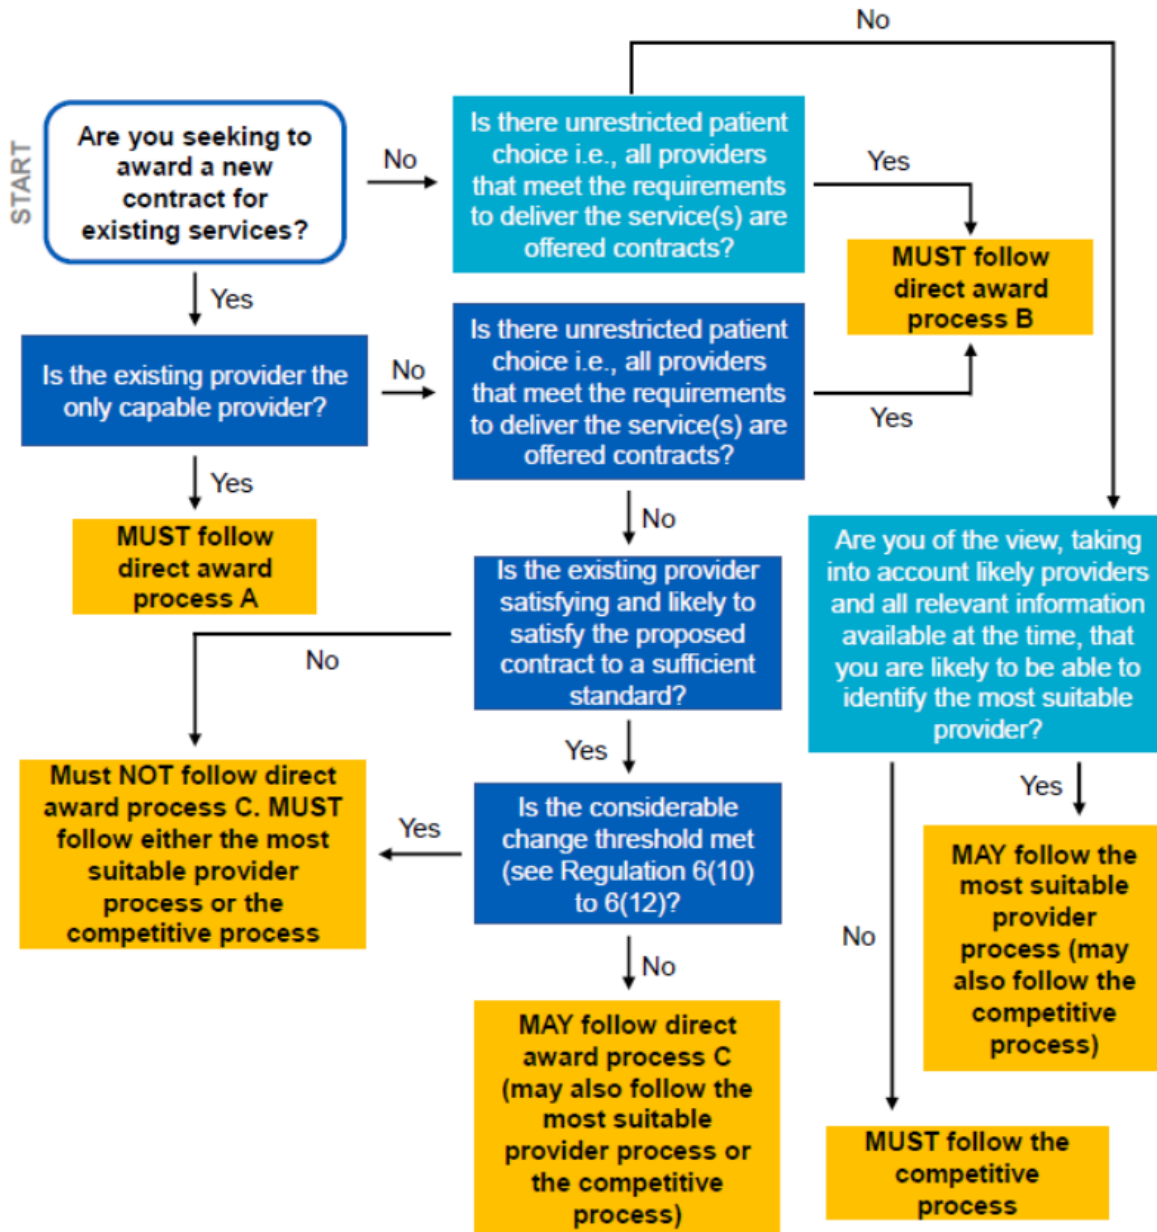 No
START
Are you seeking to
award a new
contract for
existing services?
No
Is there unrestricted patient
choice i.e., all providers
that meet the requirements
to deliver the service(s) are
offered contracts?
Yes
MUST follow
direct award
process B
Yes
Is the existing provider the
only capable provider?
No
Is there unrestricted patient
choice i.e., all providers
that meet the requirements
to deliver the service(s) are
offered contracts?
Yes
Yes
MUST follow
direct award
process A
No
Is the existing provider
satisfying and likely to
satisfy the proposed
contract to a sufficient
standard?
No
Are you of the view, taking
into account likely providers
and all relevant information
available at the time, that
you are likely to be able to
identify the most suitable
provider?
Yes
Must NOT follow direct
award process C. MUST
follow either the most
suitable provider
process or the
competitive process
Yes
Is the considerable
change threshold met
(see Regulation 6(10)
to 6(12)?
Yes
MAY follow the
most suitable
provider
process (may
also follow the
competitive
process)
No
No
MAY follow direct
award process C
(may also follow the
most suitable
provider process or
the competitive
process)
MUST follow the
competitive
process